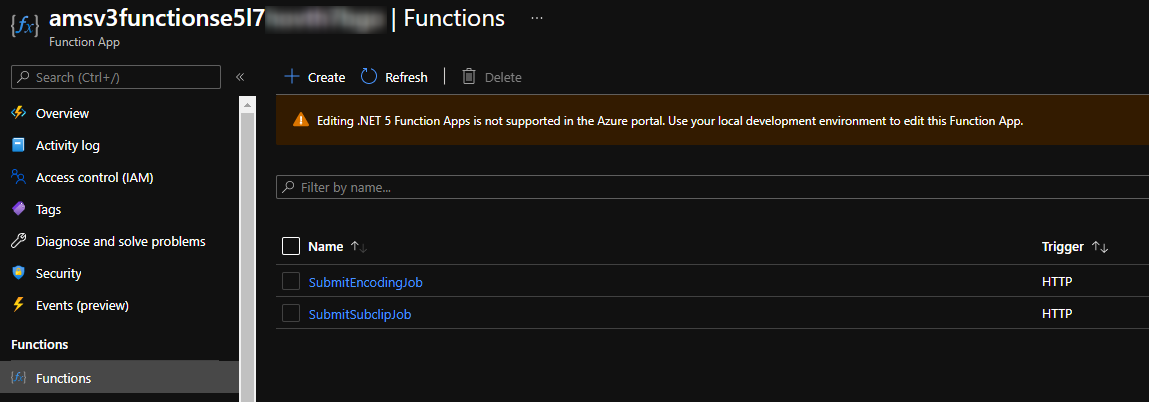 amsv3functionse5l7 | Functions ...
Function App
Search (Ctrl+/)
«
Overview
Activity log
Access control (IAM)
Tags
Diagnose and solve problems
Security
Events (preview)
Functions
Functions
Create Refresh Delete
Editing .NET 5 Function Apps is not supported in the Azure portal. Use your local development environment to edit this Function App.
Filter by name...
Name Trigger
SubmitEncodingJob HTTP
SubmitSubclipJob HTTP